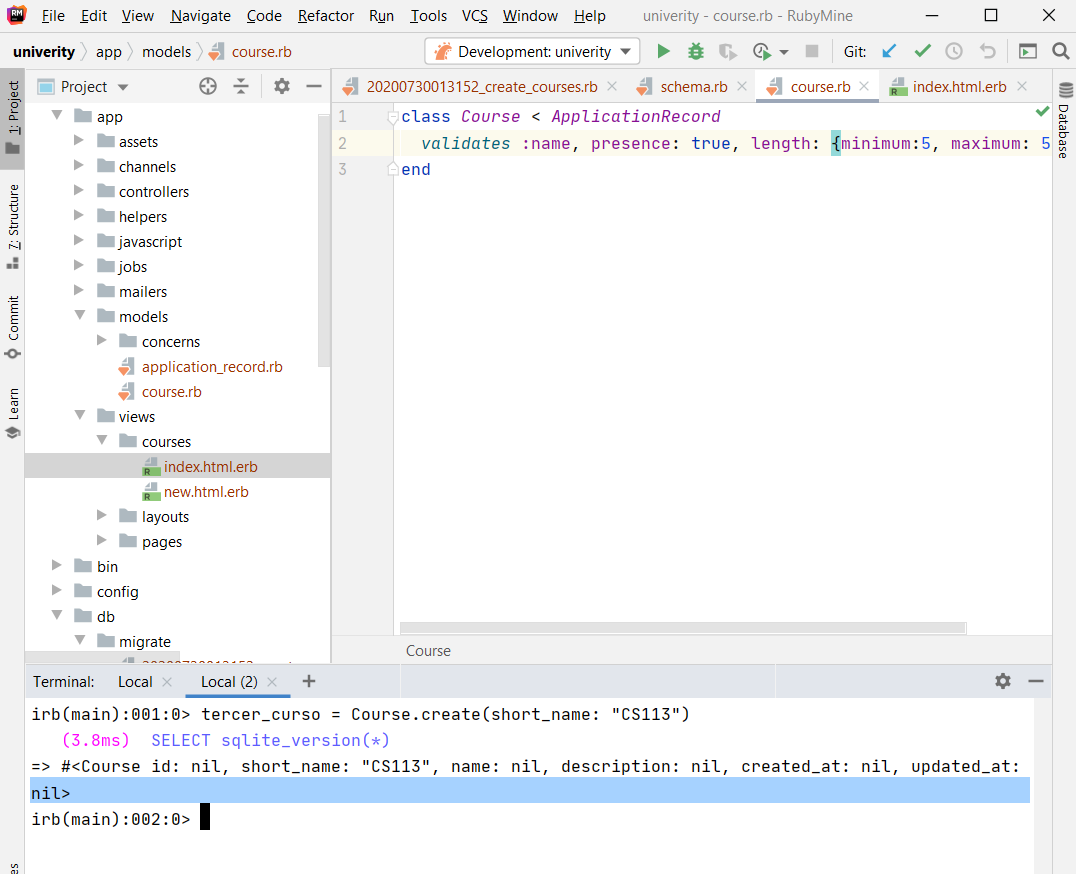 File Edit View Navigate Code Refactor Run Tools VCS Window Help univerity - course.rb - RubyMine
univerity app models course.rb Development: univerity Git:
1: Project
7: Structure
Commit
Learn
Project
app
assets
channels
controllers
helpers
javascript
jobs
mailers
models
concerns
application_record.rb
course.rb
views
courses
index.html.erb
new.html.erb
layouts
pages
bin
config
db
migrate
20200730013152_create_courses.rb schema.rb course.rb index.html.erb
Database
1 class Course < ApplicationRecord
2 validates :name, presence: true, length: {minimum:5, maximum: 5
3 end
Course
Terminal: Local Local (2)
irb(main):001:0> tercer_curso = Course.create(short_name: "CS113")
(3.8ms) SELECT sqlite_version(*)
=> #<Course id: nil, short_name: "CS113", name: nil, description: nil, created_at: nil, updated_at:
nil>
irb(main):002:0>